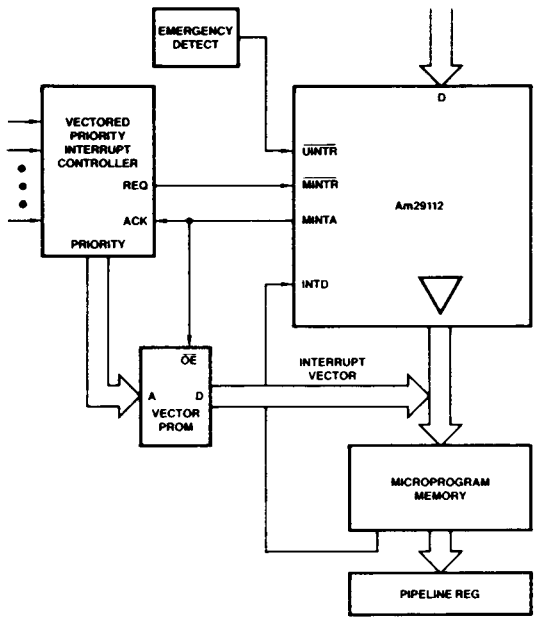 EMERGENCY
DETECT
VECTORED
PRIORITY
INTERRUPT
CONTROLLER
REQ
ACK
PRIORITY
D
UINTR
MINTR
MINTA
INTD
Am29112
OE
A
D
VECTOR
PROM
INTERRUPT
VECTOR
MICROPROGRAM
MEMORY
PIPELINE REG